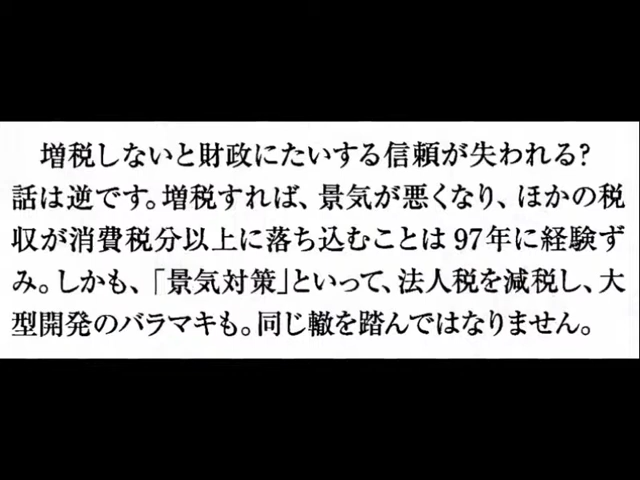 増税しないと財政にたいする信頼が失われる?
話は逆です。増税すれば、景気が悪くなり、ほかの税
収が消費税分以上に落ち込むことは97年に経験ず
み。しかも、「景気対策」といって、法人税を減税し、大
型開発のバラマキも。同じ轍を踏んではなりません。